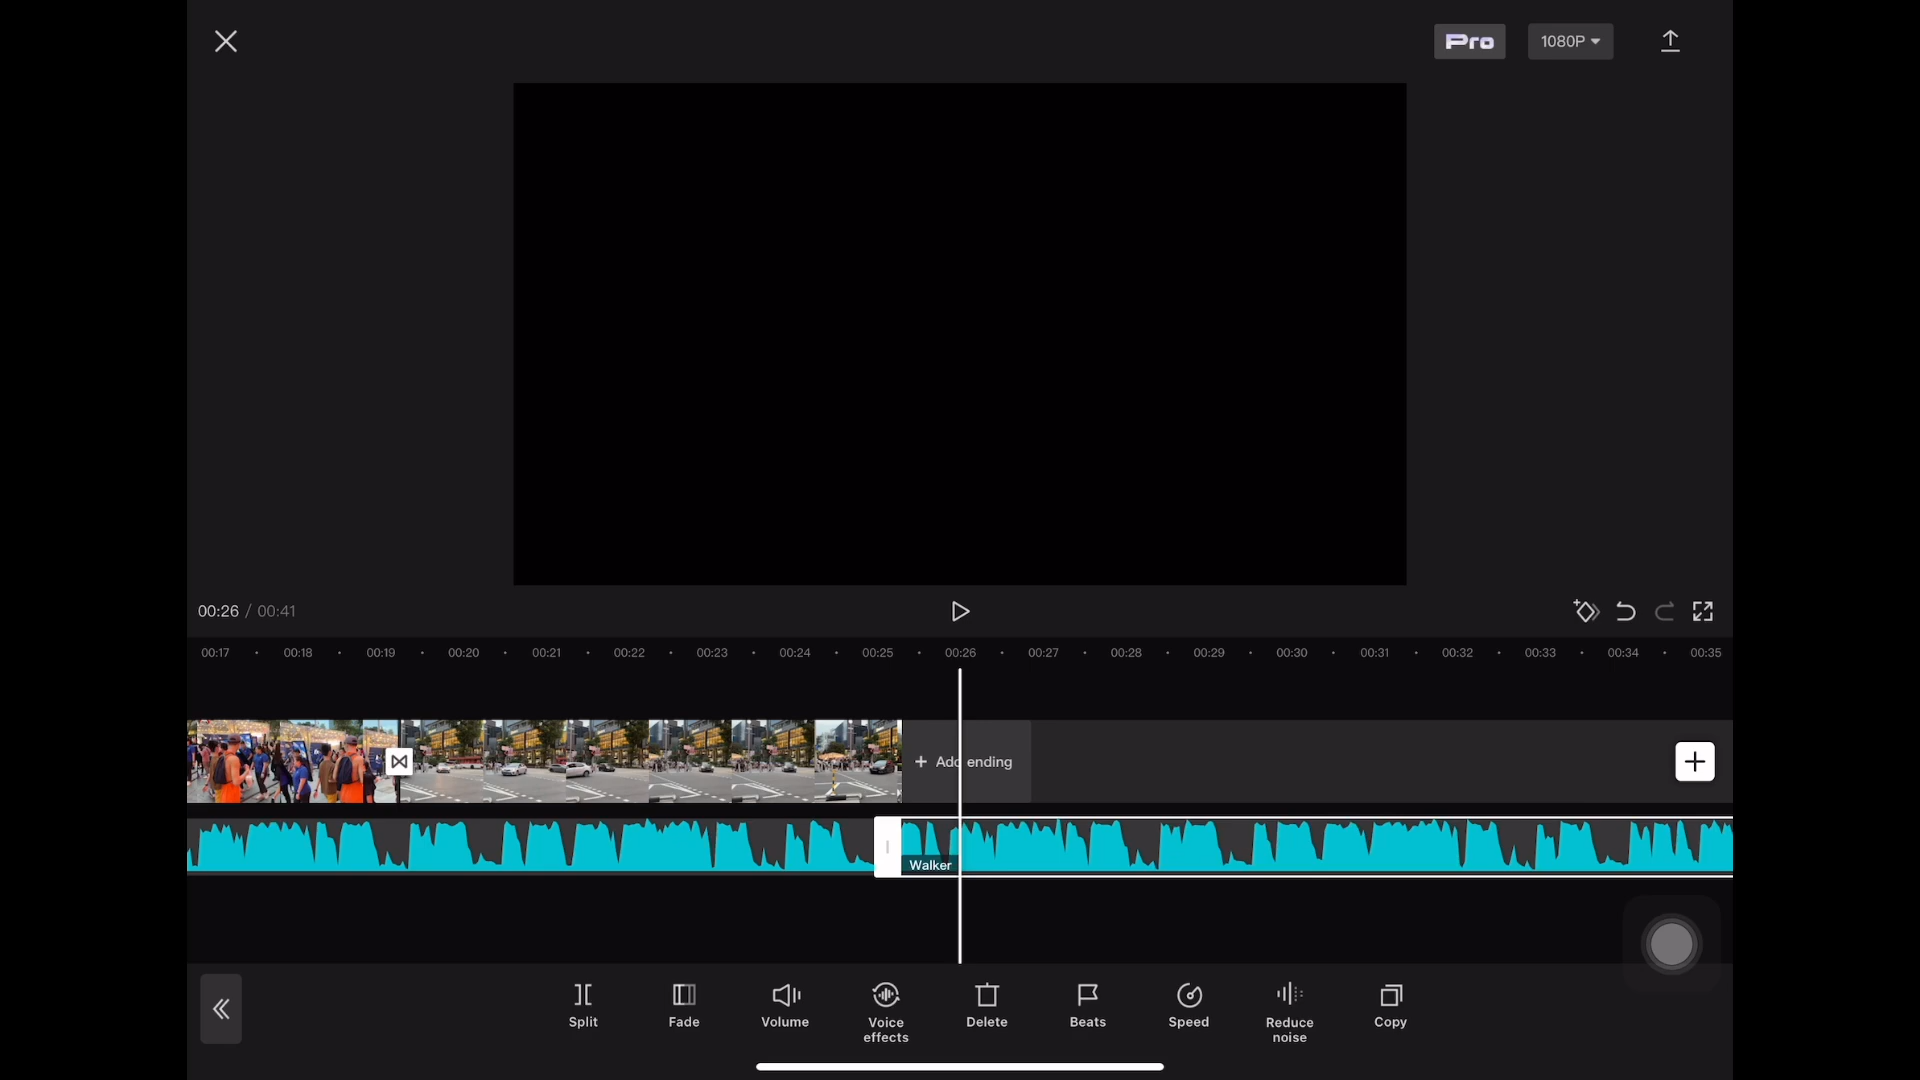 Pro
1080P
00:26 / 00:41
00:17 00:18 00:19 00:20 00:21 00:22 00:23 00:24 00:25 00:26 00:27 00:28 00:29 00:30 00:31 00:32 00:33 00:34 00:35
+ Add ending
Walker
Split
Fade
Volume
Voice
effects
Delete
Beats
Speed
Reduce
noise
Copy